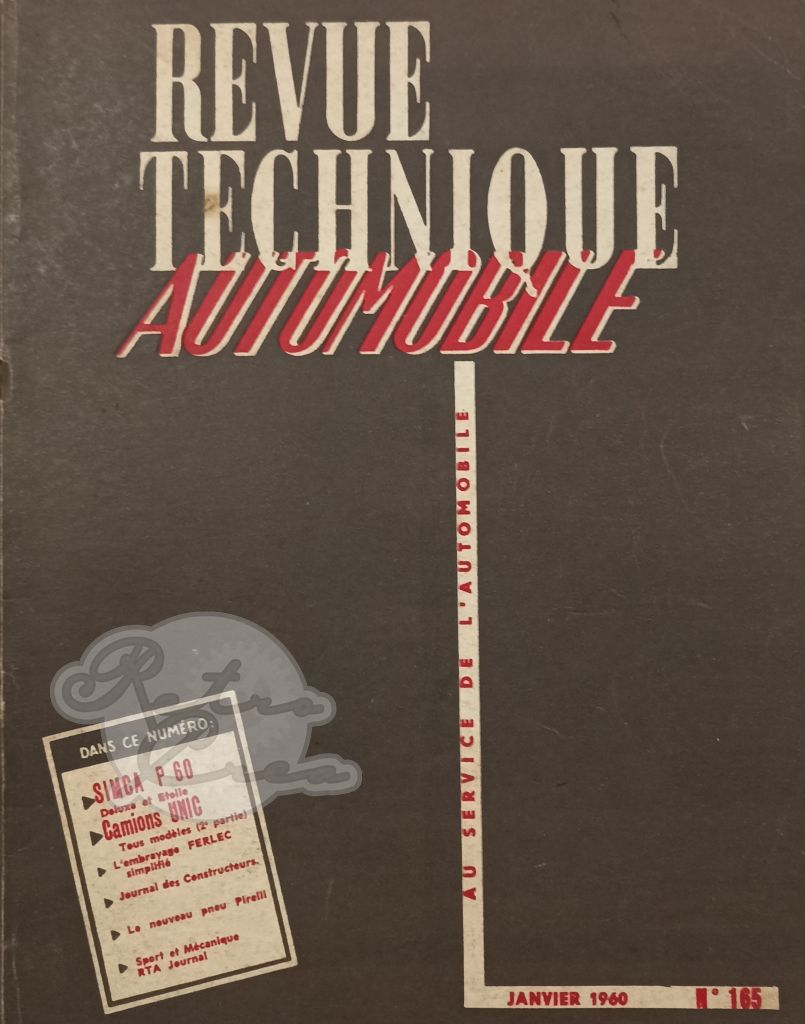 REVUE
TECHNIQUE
AUTOMOBILE
AU SERVICE DE L'AUTOMOBILE
Retro
Crea
DANS CE NUMÉRO:
SIMCA P 60
Deluxe et Etoile
Camions UNIC
Tous modèles (2e partie)
L'embrayage FERLEC
simplifié
Journal des Constructeurs.
Le nouveau pneu Pirelli
Sport et Mécanique
RTA Journal
JANVIER 1960 N° 165